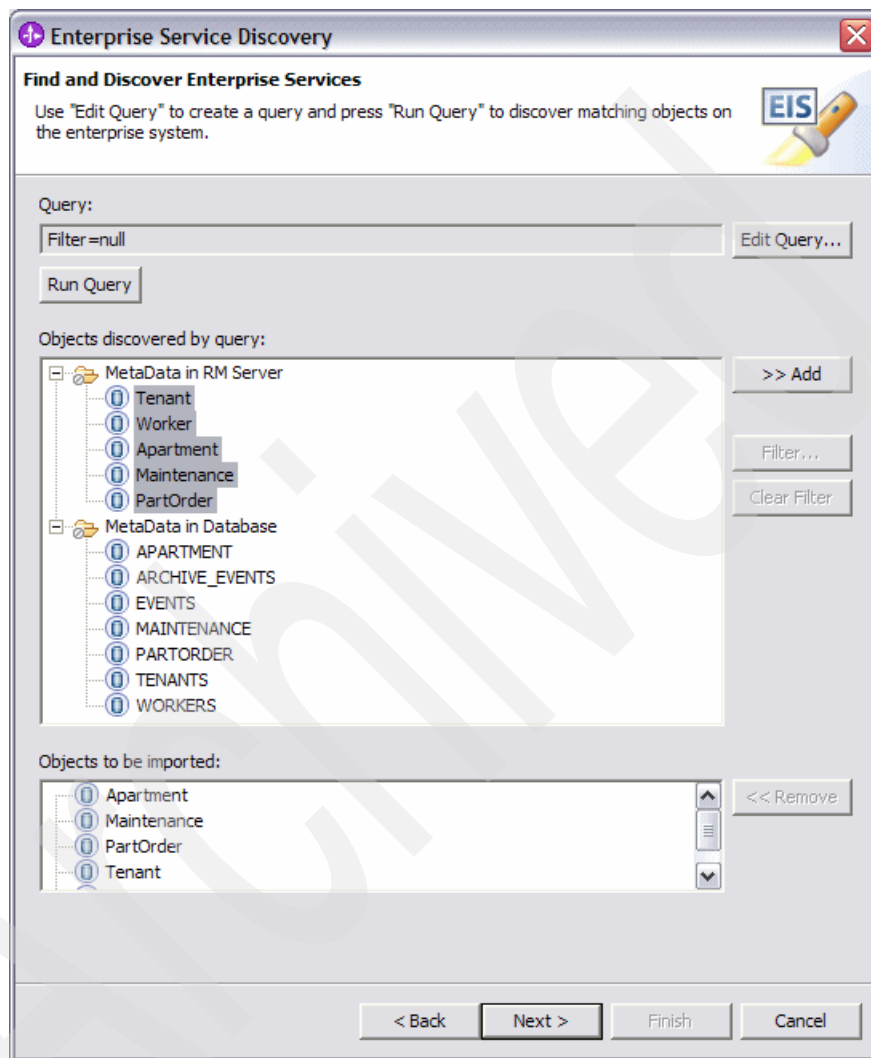 Enterprise Service Discovery
Find and Discover Enterprise Services
Use "Edit Query" to create a query and press "Run Query" to discover matching objects on
the enterprise system.
EIS
Query:
Filter=null
Edit Query...
Run Query
Objects discovered by query:
MetaData in RM Server
Tenant
Worker
Apartment
Maintenance
PartOrder
MetaData in Database
APARTMENT
ARCHIVE_EVENTS
EVENTS
MAINTENANCE
PARTORDER
TENANTS
WORKERS
>> Add
Filter...
Clear Filter
Objects to be imported:
Apartment
Maintenance
PartOrder
Tenant
<< Remove
< Back
Next >
Finish
Cancel
Archived